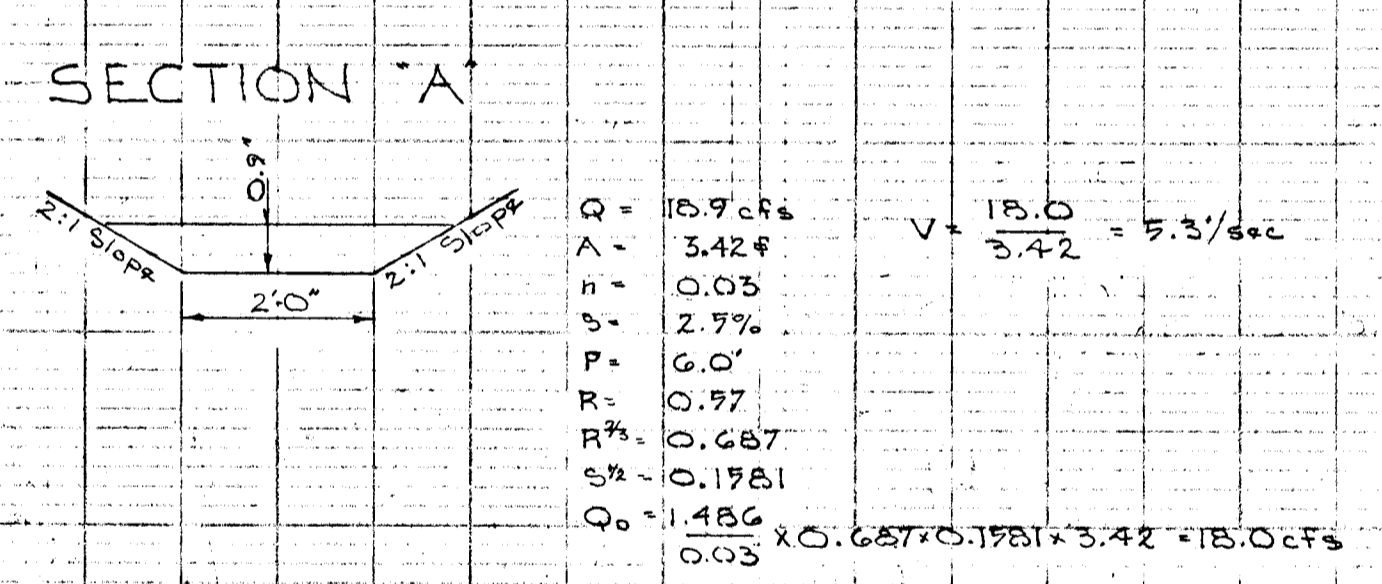 SECTION "A"
0.9"
2:1 Slope
2:1 Slope
2'-0"
Q = 18.9 cfs
A = 3.42 ⏍
n = 0.03
S = 2.5%
P = 6.0'
R = 0.57
R^2/3 = 0.687
S^1/2 = 0.1581
Q₀ = 1.486/0.03 x 0.687 x 0.1581 x 3.42 = 18.0 cfs
V = 18.0/3.42 = 5.3'/sec